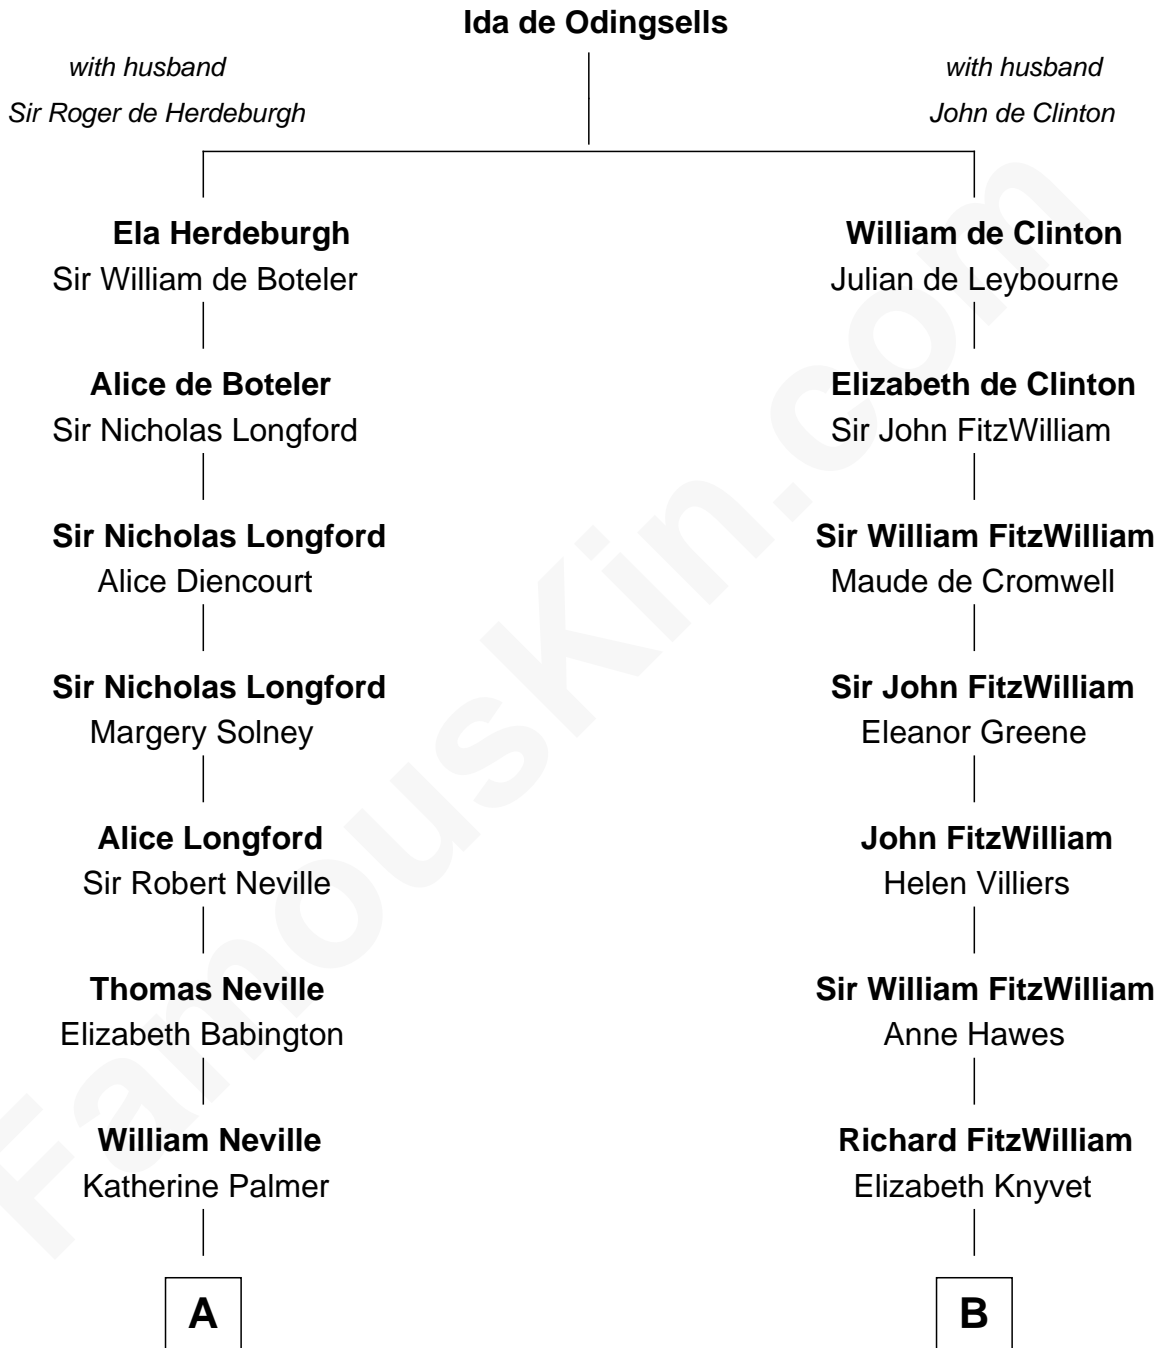 Ida de Odingsells
with husband
Sir Roger de Herdeburgh
with husband
John de Clinton
Ela Herdeburgh
Sir William de Boteler
William de Clinton
Julian de Leybourne
Alice de Boteler
Sir Nicholas Longford
Elizabeth de Clinton
Sir John FitzWilliam
Sir Nicholas Longford
Alice Diencourt
Sir William FitzWilliam
Maude de Cromwell
Sir Nicholas Longford
Margery Solney
Sir John FitzWilliam
Eleanor Greene
Alice Longford
Sir Robert Neville
John FitzWilliam
Helen Villiers
Thomas Neville
Elizabeth Babington
Sir William FitzWilliam
Anne Hawes
William Neville
Katherine Palmer
Richard FitzWilliam
Elizabeth Knyvet
A
B
FamousKin.com